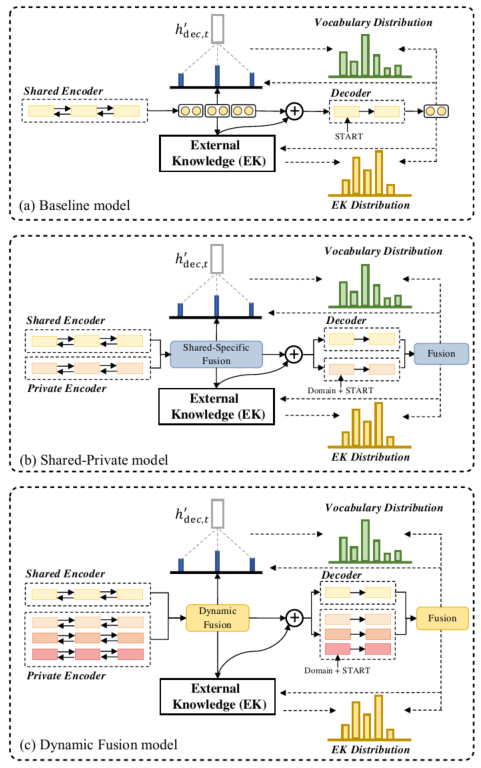 h′dec,t
Vocabulary Distribution
Shared Encoder
Decoder
START
External
Knowledge (EK)
EK Distribution
(a) Baseline model
h′dec,t
Vocabulary Distribution
Shared Encoder
Decoder
Shared-Specific
Fusion
Fusion
Private Encoder
Domain + START
External
Knowledge (EK)
EK Distribution
(b) Shared-Private model
h′dec,t
Vocabulary Distribution
Shared Encoder
Decoder
Dynamic
Fusion
Fusion
Private Encoder
Domain + START
External
Knowledge (EK)
EK Distribution
(c) Dynamic Fusion model